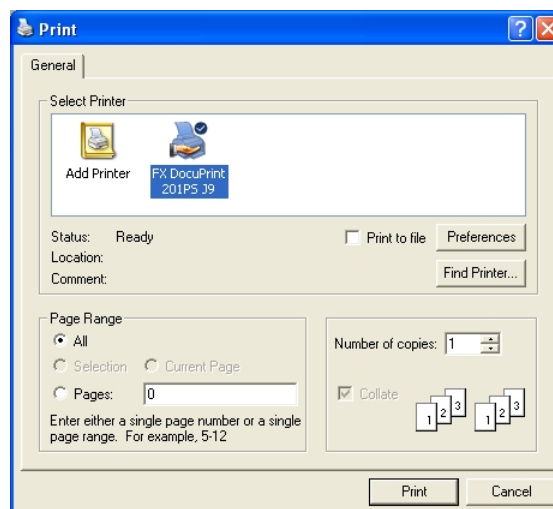 Print
General
Select Printer
Add Printer
FX DocuPrint
201PS J9
Status: Ready
Location:
Comment:
Print to file
Preferences
Find Printer...
Page Range
All
Selection
Current Page
Pages: 0
Enter either a single page number or a single
page range. For example, 5-12
Number of copies: 1
Collate
1 2 3 1 2 3
Print
Cancel